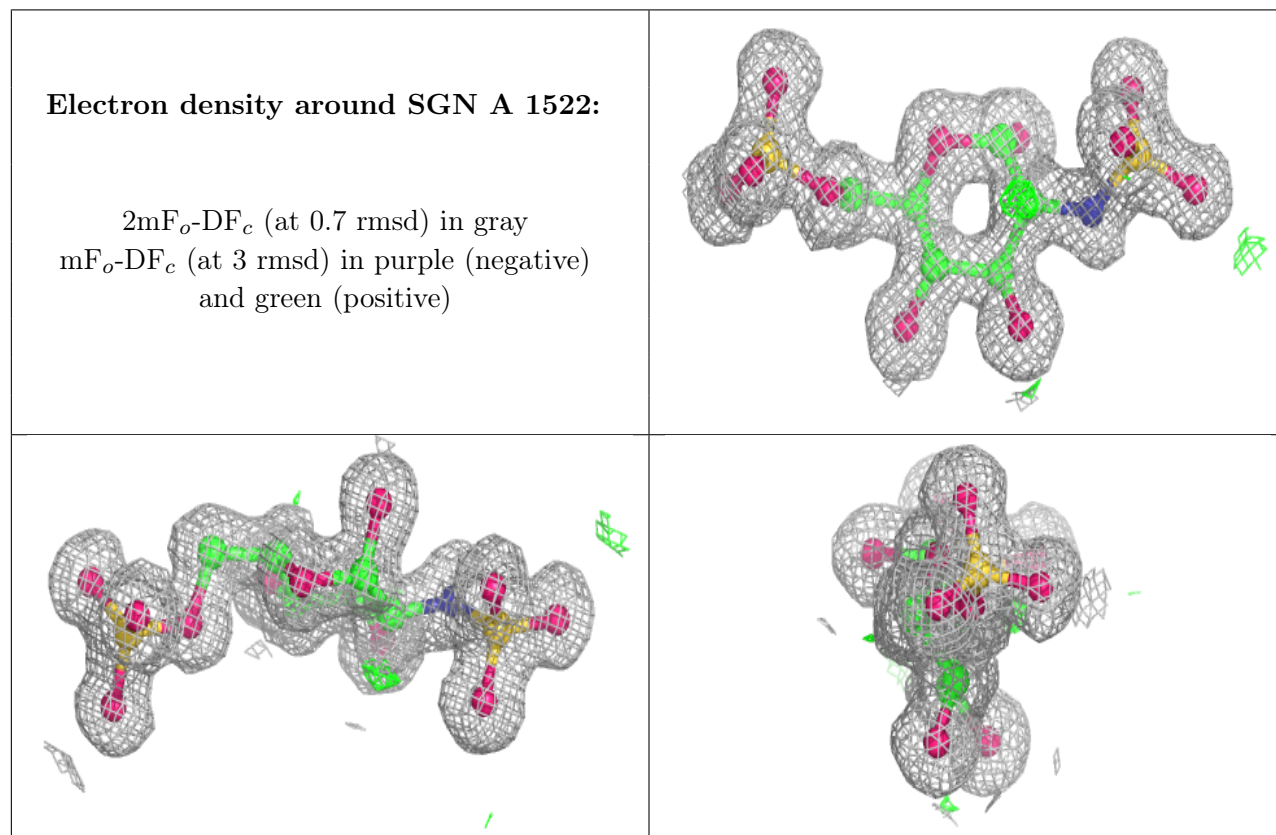 Electron density around SGN A 1522:
2mFₒ-DF𝒸 (at 0.7 rmsd) in gray
mFₒ-DF𝒸 (at 3 rmsd) in purple (negative)
and green (positive)